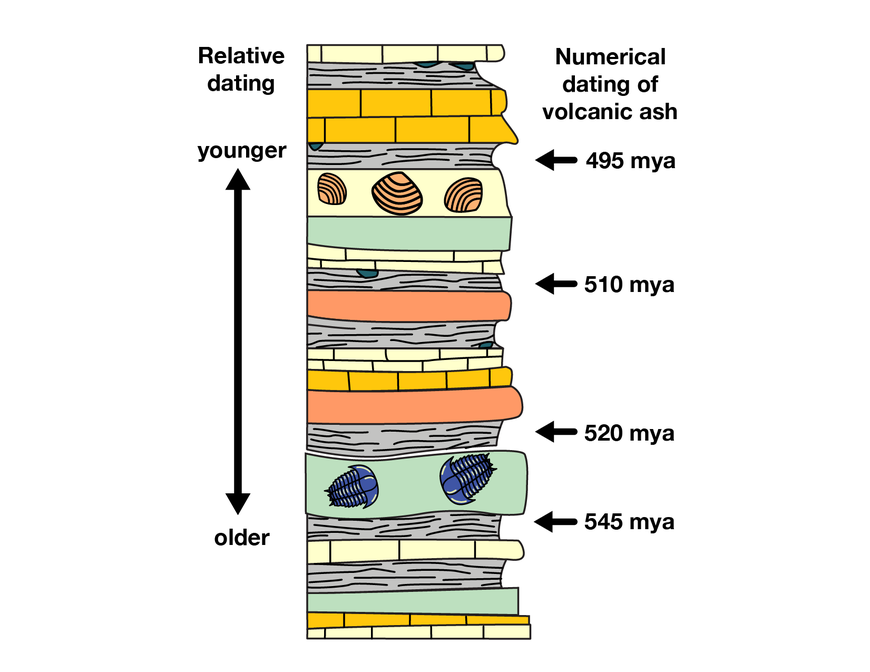 Relative
dating
Numerical
dating of
volcanic ash
younger
495 mya
510 mya
520 mya
545 mya
older